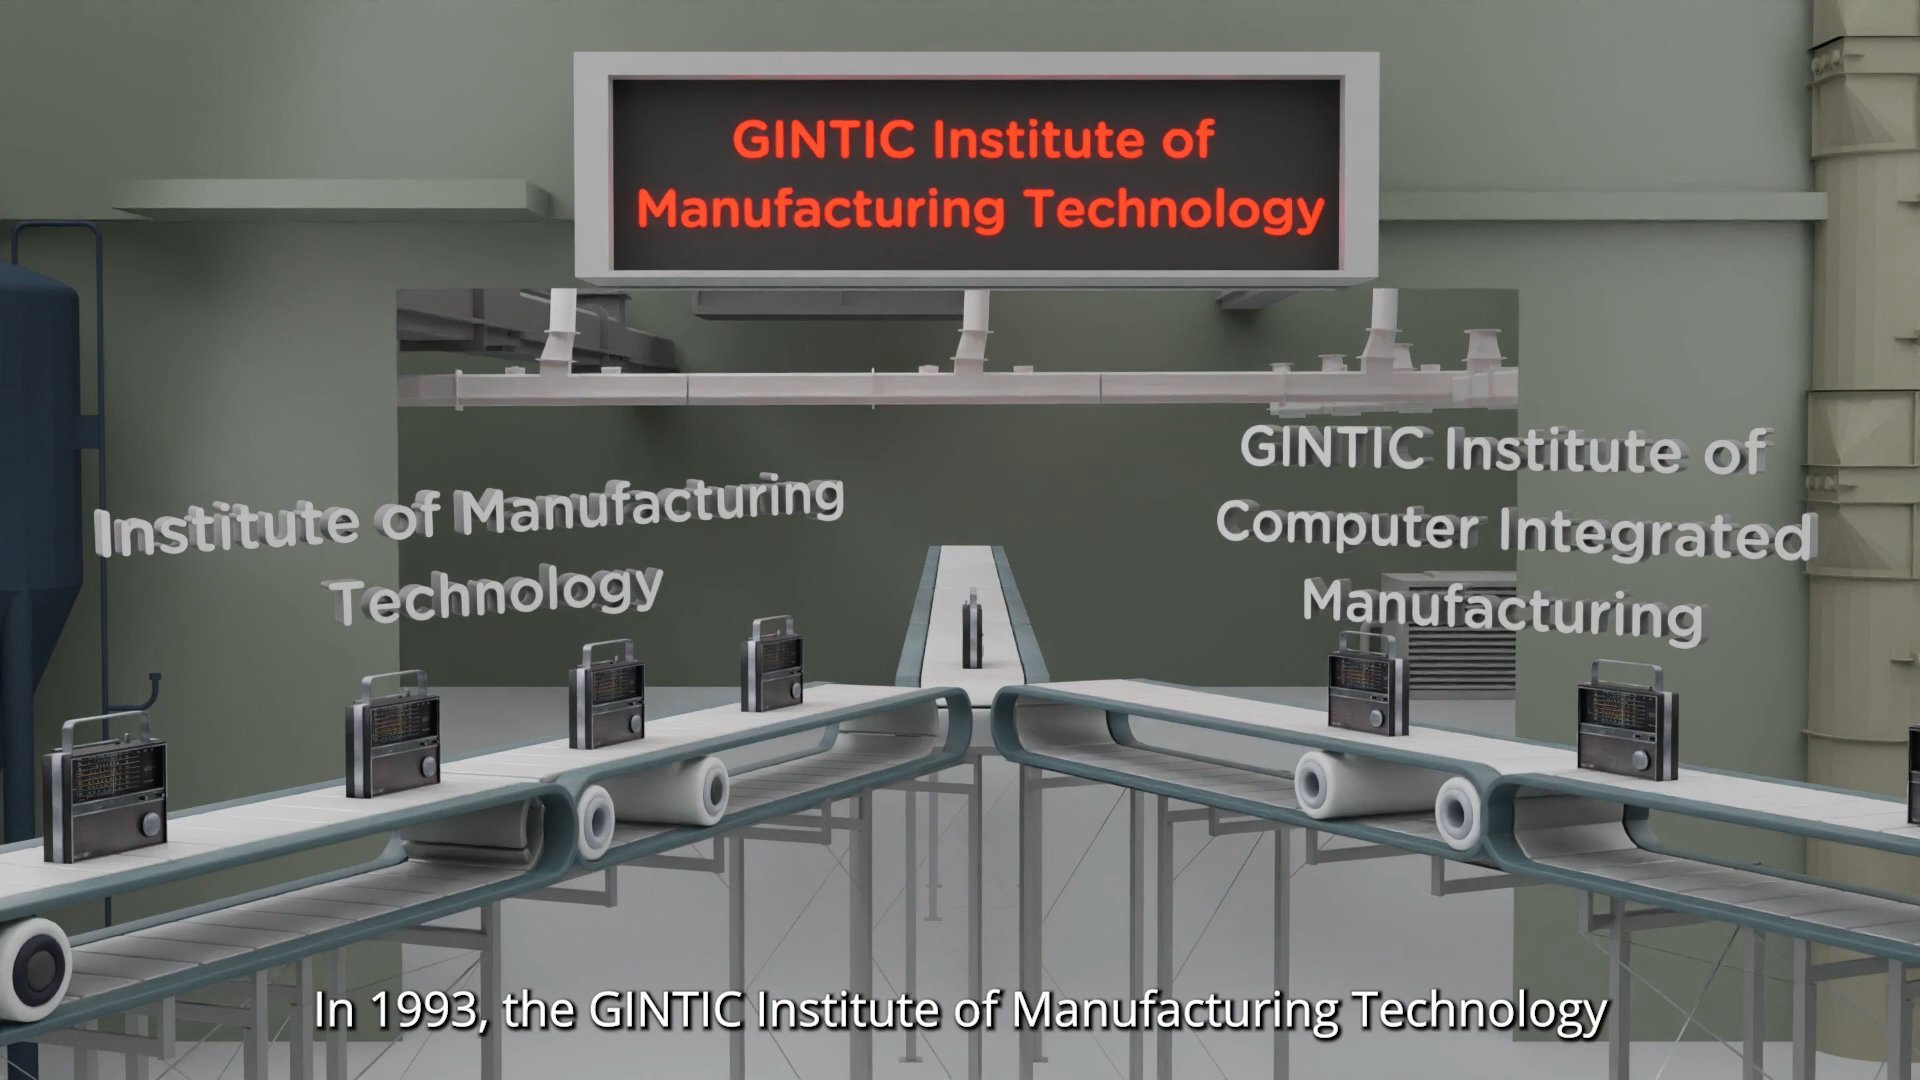 GINTIC Institute of
Manufacturing Technology
Institute of Manufacturing
Technology
GINTIC Institute of
Computer Integrated
Manufacturing
In 1993, the GINTIC Institute of Manufacturing Technology